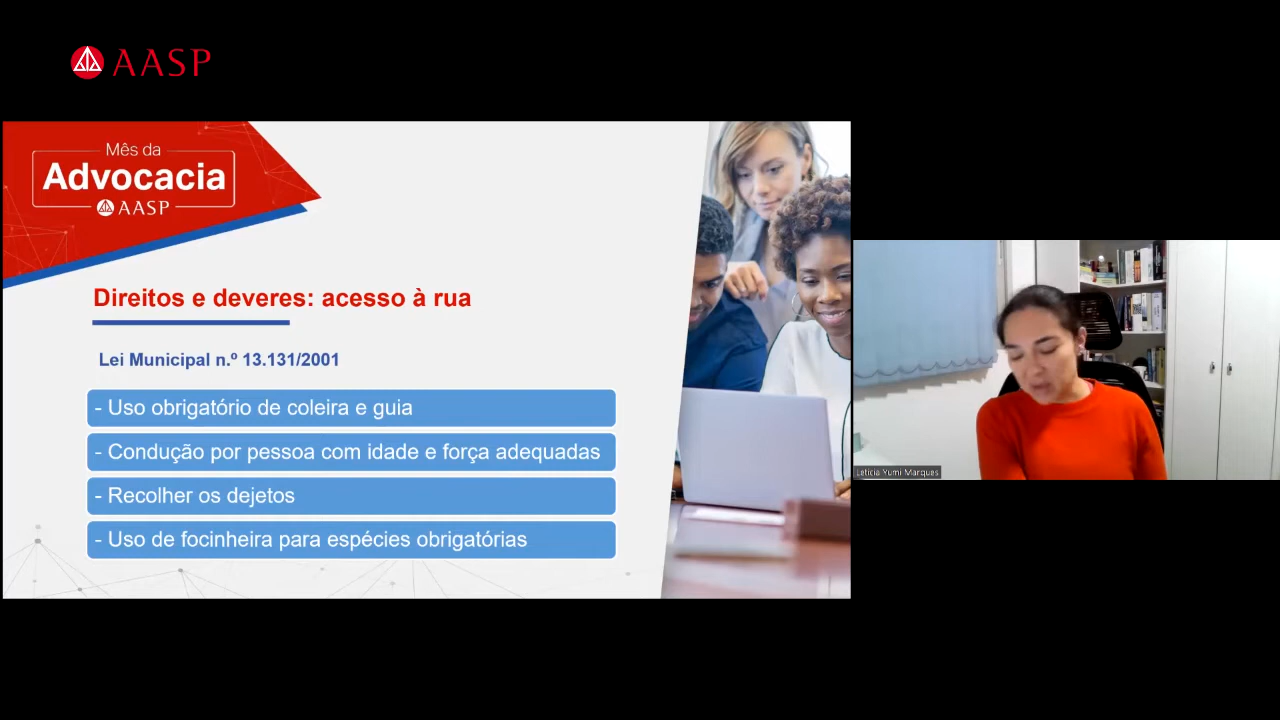 AASP
Mês da
Advocacia
AASP
Direitos e deveres: acesso à rua
Lei Municipal n.º 13.131/2001
- Uso obrigatório de coleira e guia
- Condução por pessoa com idade e força adequadas
- Recolher os dejetos
- Uso de focinheira para espécies obrigatórias
Letícia Yumi Marques